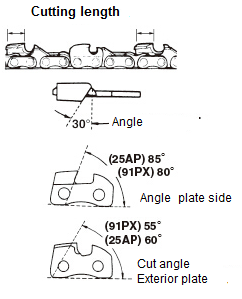 Cutting length
30° Angle
(25AP) 85°
(91PX) 80°
Angle plate side
(91PX) 55°
(25AP) 60°
Cut angle
Exterior plate